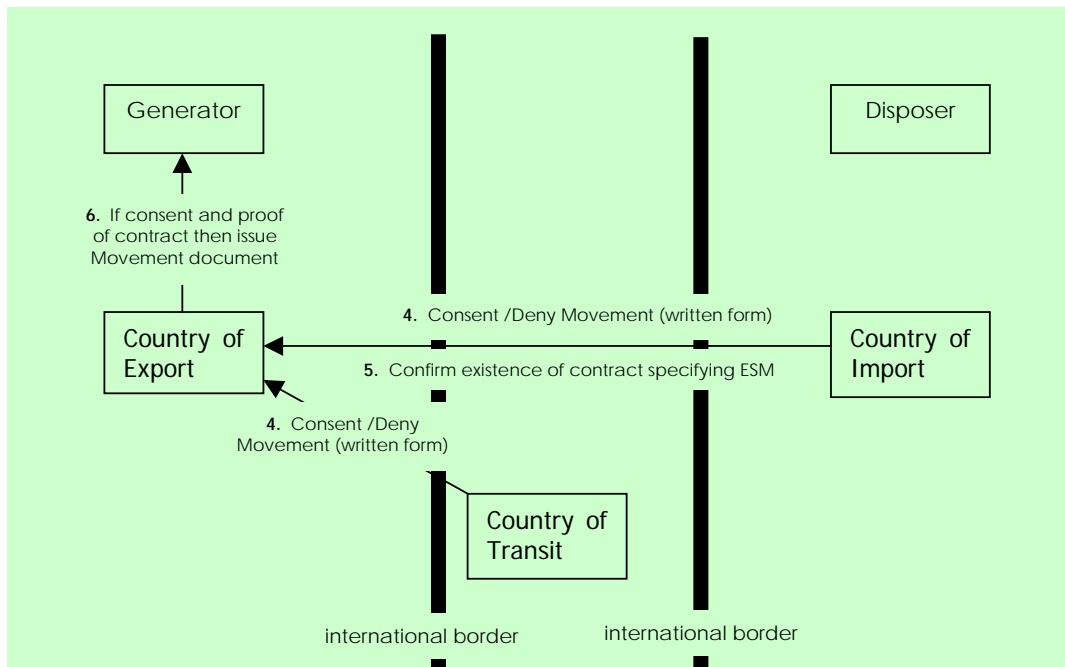 Generator
Disposer
6. If consent and proof
of contract then issue
Movement document
4. Consent /Deny Movement (written form)
Country of
Export
Country of
Import
5. Confirm existence of contract specifying ESM
4. Consent /Deny
Movement (written form)
Country of
Transit
international border
international border